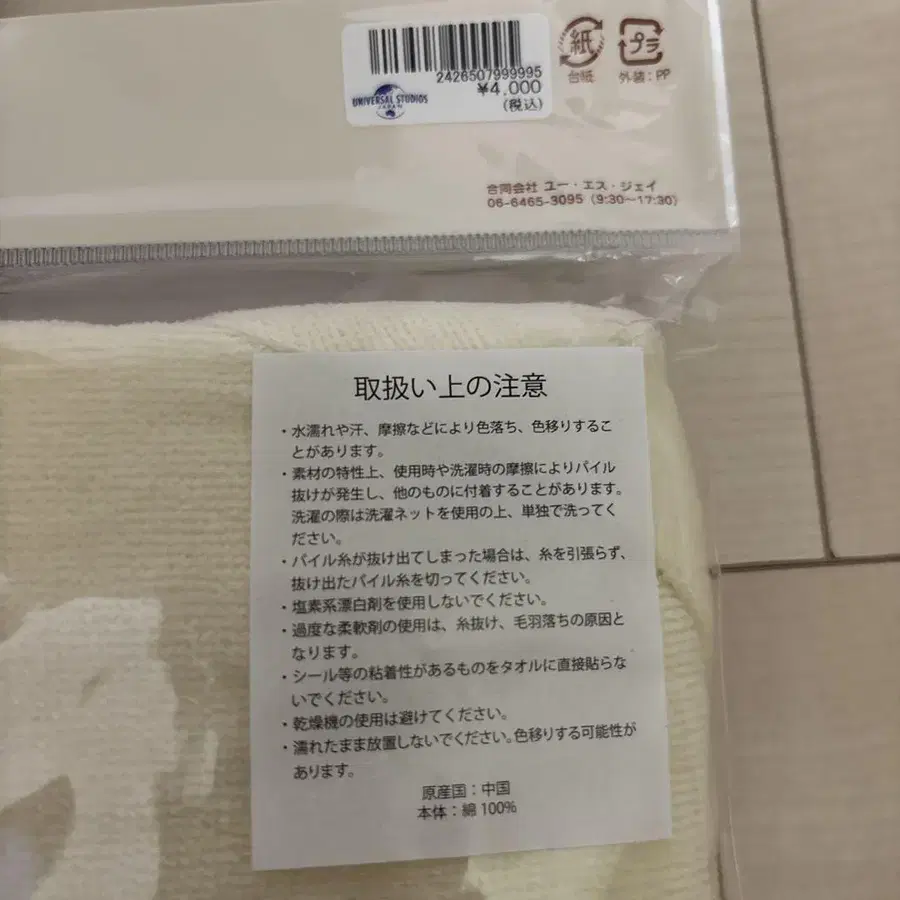 2426507999995
¥4,000
(税込)
UNIVERSAL STUDIOS
JAPAN
紙
台紙
プラ
外装：PP
合同会社 ユー・エス・ジェイ
06-6465-3095（9:30～17:30）
取扱い上の注意
・水濡れや汗、摩擦などにより色落ち、色移りするこ
とがあります。
・素材の特性上、使用時や洗濯時の摩擦によりパイル
抜けが発生し、他のものに付着することがあります。
洗濯の際は洗濯ネットを使用の上、単独で洗ってく
ださい。
・パイル糸が抜け出てしまった場合は、糸を引張らず、
抜け出たパイル糸を切ってください。
・塩素系漂白剤を使用しないでください。
・過度な柔軟剤の使用は、糸抜け、毛羽落ちの原因と
なります。
・シール等の粘着性があるものをタオルに直接貼らな
いでください。
・乾燥機の使用は避けてください。
・濡れたまま放置しないでください。色移りする可能性が
あります。
原産国：中国
本体：綿 100%